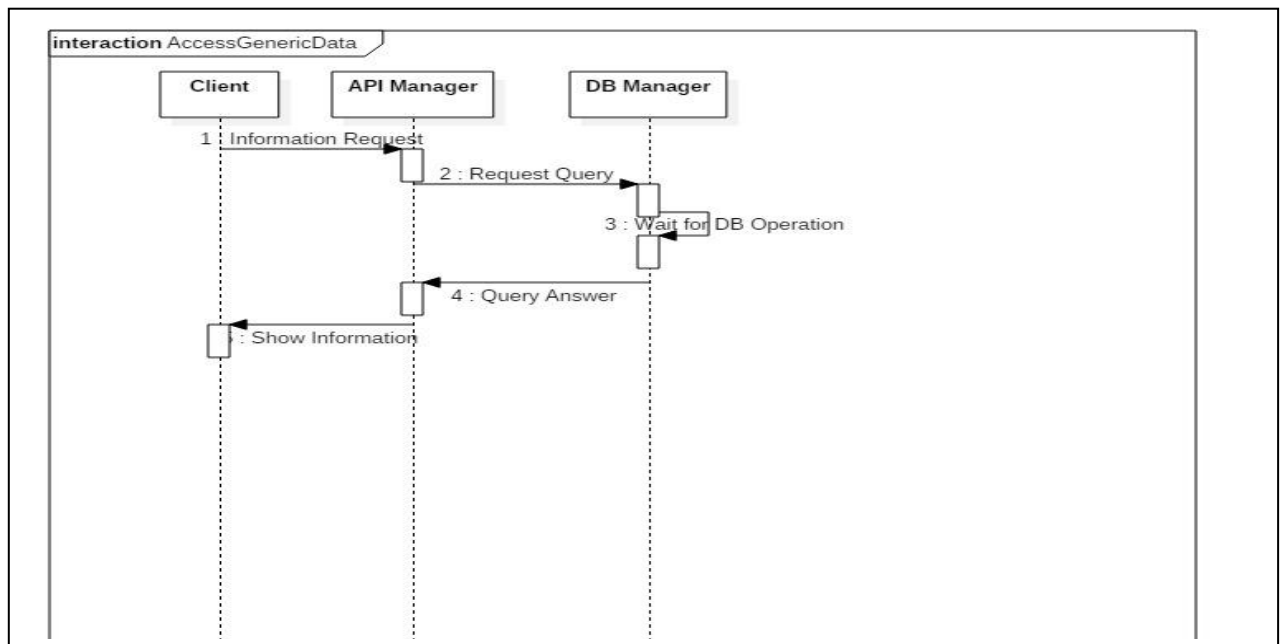 interaction AccessGenericData
Client
API Manager
DB Manager
1 : Information Request
2 : Request Query
3 : Wait for DB Operation
4 : Query Answer
: Show Information